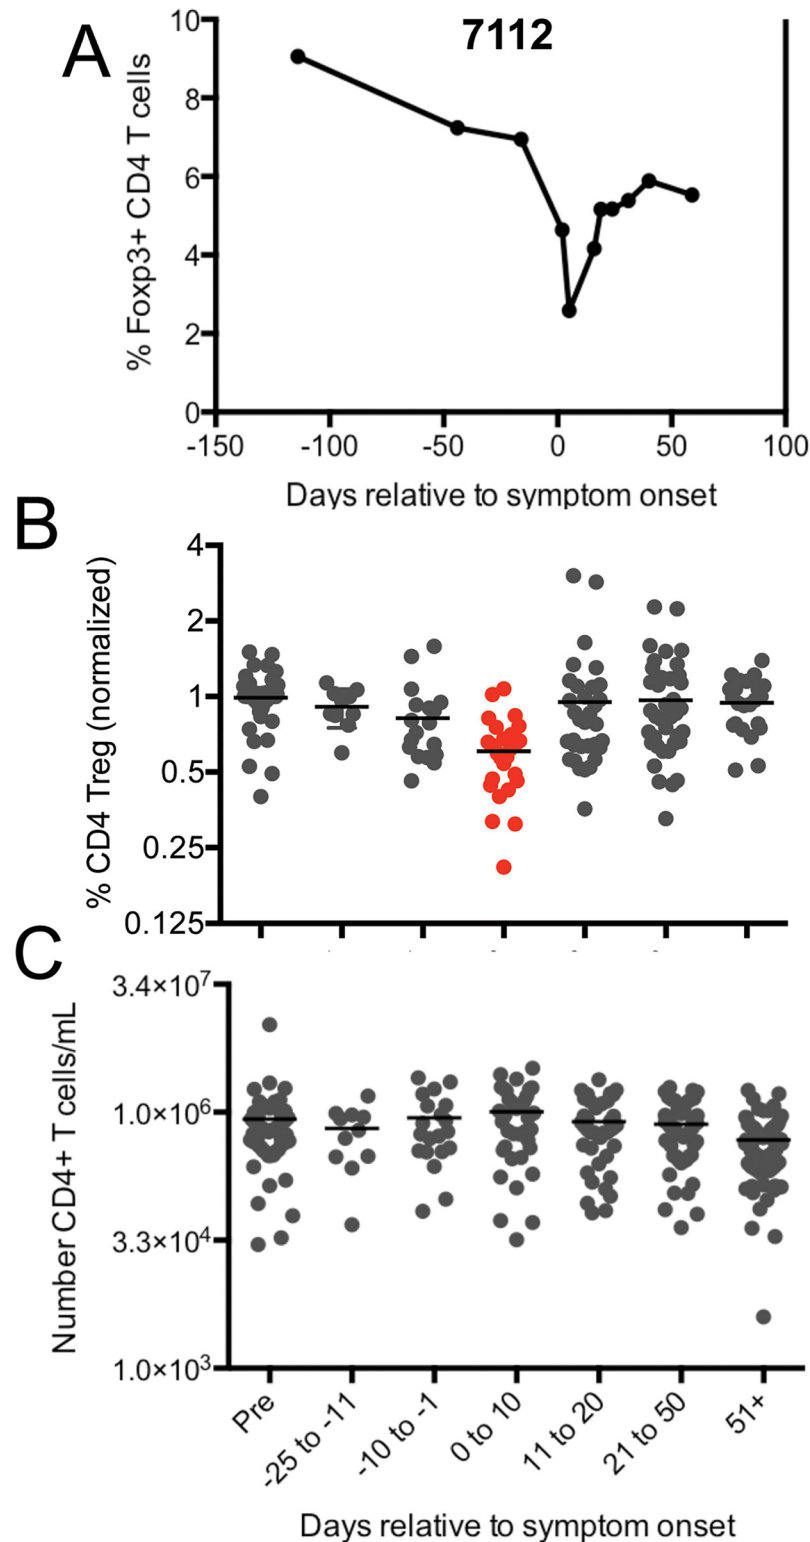 A
7112
% Foxp3+ CD4 T cells
10
8
6
4
2
0
-150 -100 -50 0 50 100
Days relative to symptom onset
B
% CD4 Treg (normalized)
4
2
1
0.5
0.25
0.125
C
Number CD4+ T cells/mL
3.4×10⁷
1.0×10⁶
3.3×10⁴
1.0×10³
Pre -25 to -11 -10 to -1 0 to 10 11 to 20 21 to 50 51+
Days relative to symptom onset